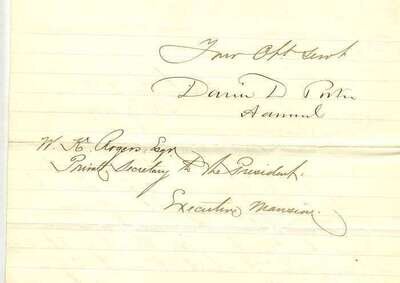 Your Obt Servt
David D Porter
Admiral
W. K. Rogers Esqr
Private Secretary to the President.
Executive Mansion.